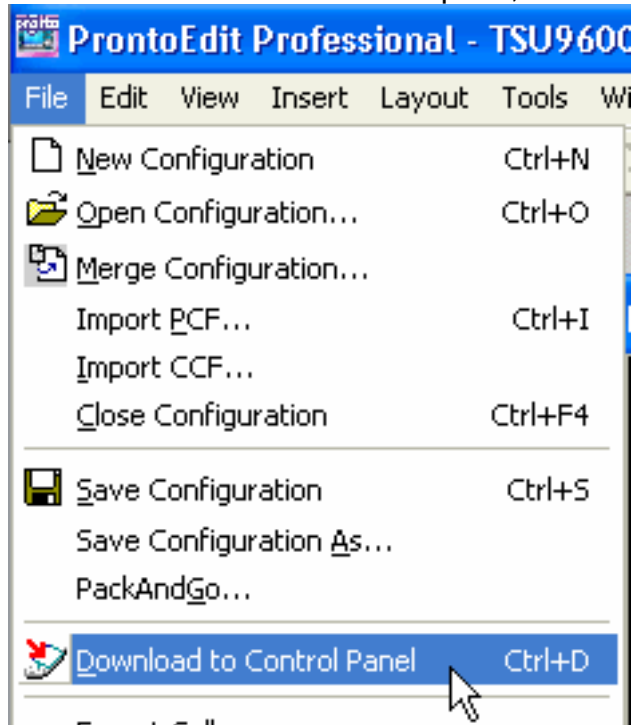 ProntoEdit Professional - TSU9600
File Edit View Insert Layout Tools Wi
New Configuration Ctrl+N
Open Configuration... Ctrl+O
Merge Configuration...
Import PCF... Ctrl+I
Import CCF...
Close Configuration Ctrl+F4
Save Configuration Ctrl+S
Save Configuration As...
PackAndGo...
Download to Control Panel Ctrl+D